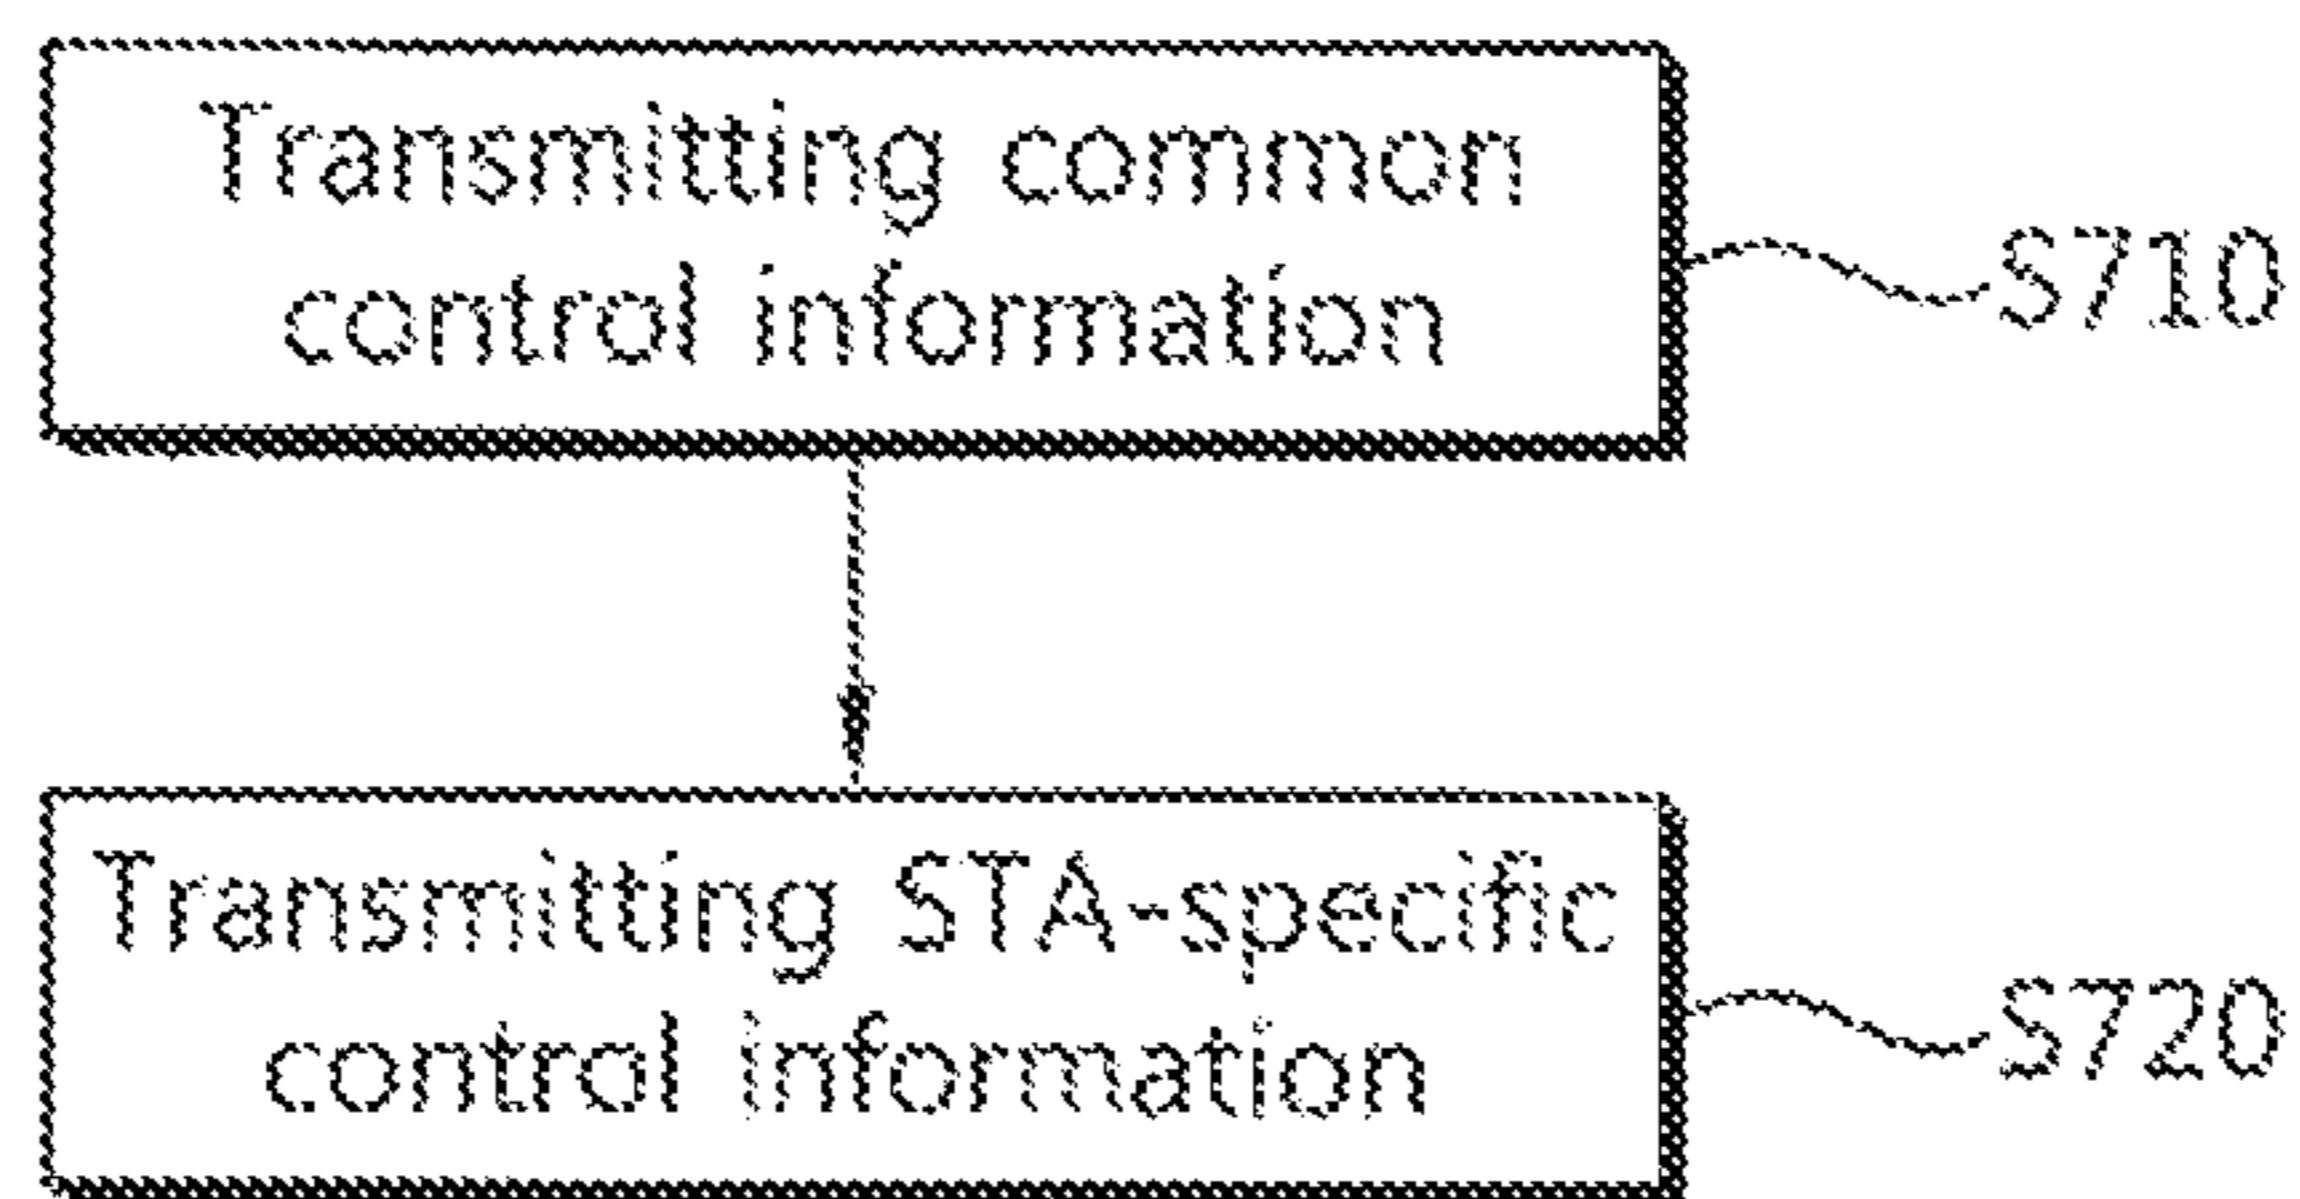 Transmitting common
control information
S710
Transmitting STA-specific
control information
S720